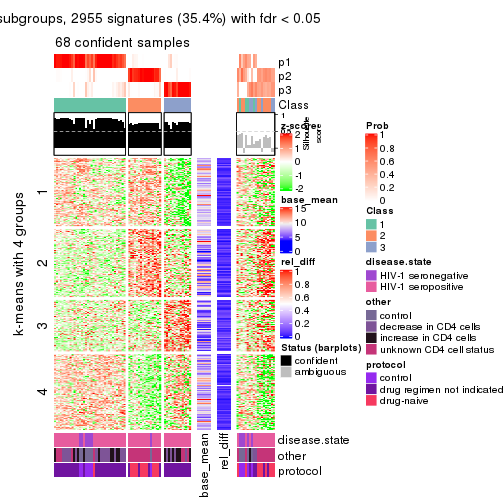 subgroups, 2955 signatures (35.4%) with fdr < 0.05
68 confident samples
p1
p2
p3
Class
1
Silhouette
score
z-score
2
1
0
-1
-2
base_mean
15
10
5
0
rel_diff
1
0.8
0.6
0.4
0.2
0
Status (barplots)
confident
ambiguous
Prob
1
0.8
0.6
0.4
0.2
0
Class
1
2
3
disease.state
HIV-1 seronegative
HIV-1 seropositive
other
control
decrease in CD4 cells
increase in CD4 cells
unknown CD4 cell status
protocol
control
drug regimen not indicated
drug-naive
k-means with 4 groups
1
2
3
4
disease.state
other
protocol
base_mean
rel_diff